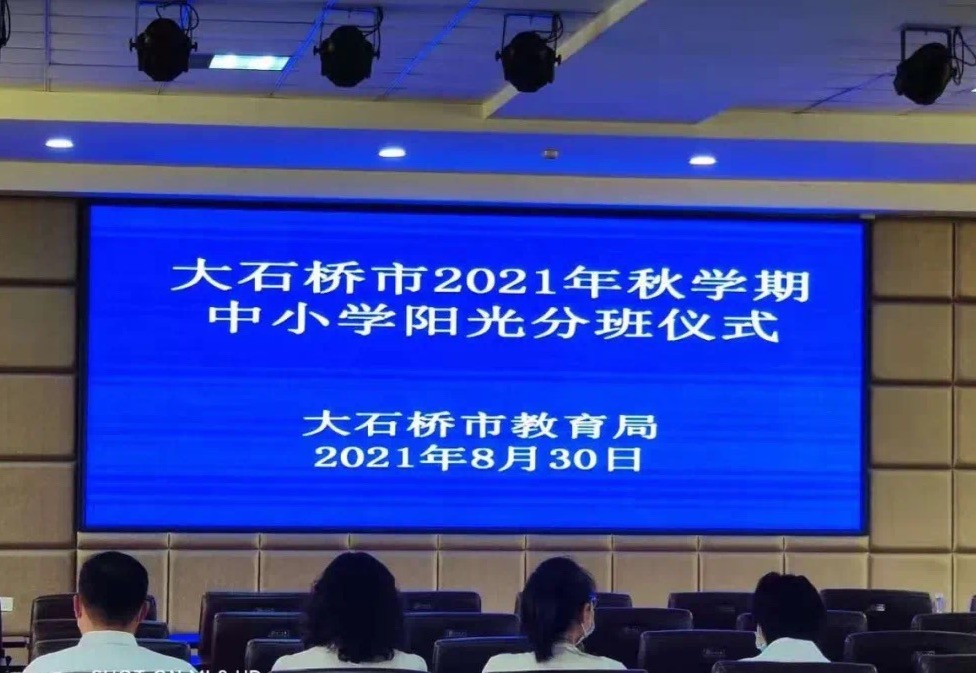 大石桥市2021年秋学期
中小学阳光分班仪式
大石桥市教育局
2021年8月30日